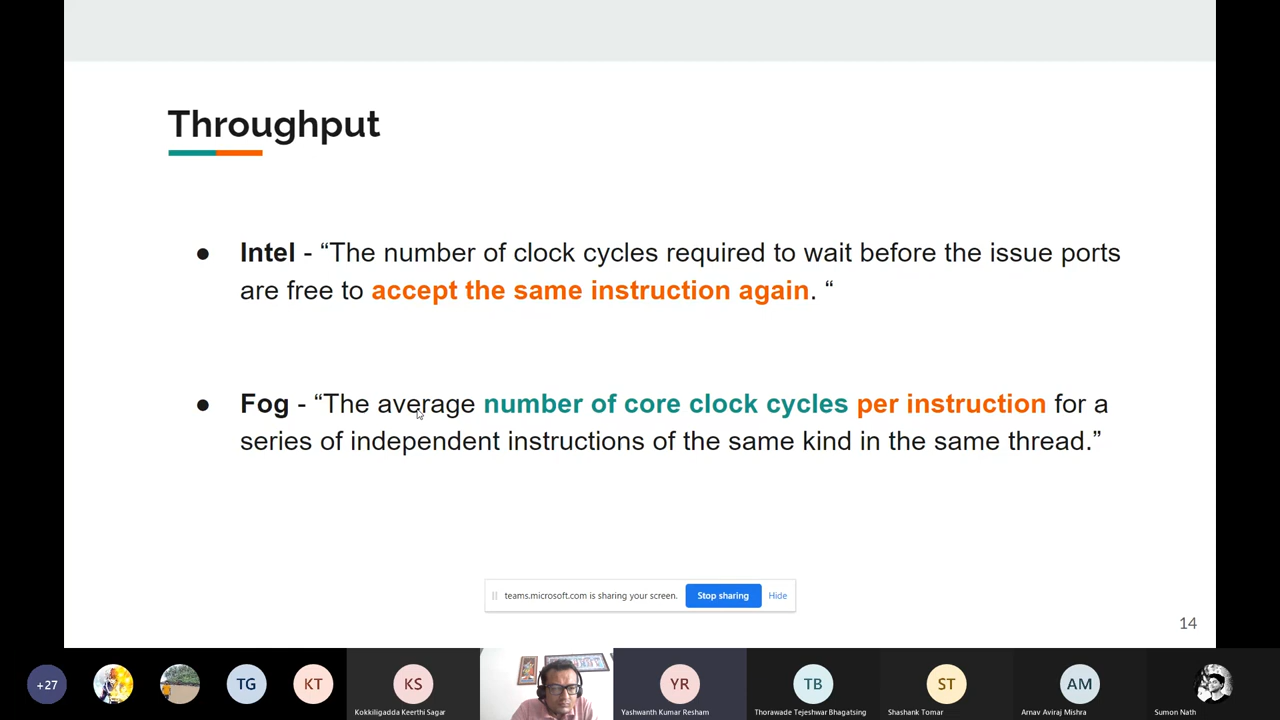 Throughput
● Intel - “The number of clock cycles required to wait before the issue ports
are free to accept the same instruction again. “
● Fog - “The average number of core clock cycles per instruction for a
series of independent instructions of the same kind in the same thread.”
teams.microsoft.com is sharing your screen. Stop sharing Hide
14
+27 TG KT KS YR TB ST AM
Kokkiligadda Keerthi Sagar Yashwanth Kumar Resham Thorawade Tejeshwar Bhagatsing Shashank Tomar Arnav Aviraj Mishra Sumon Nath